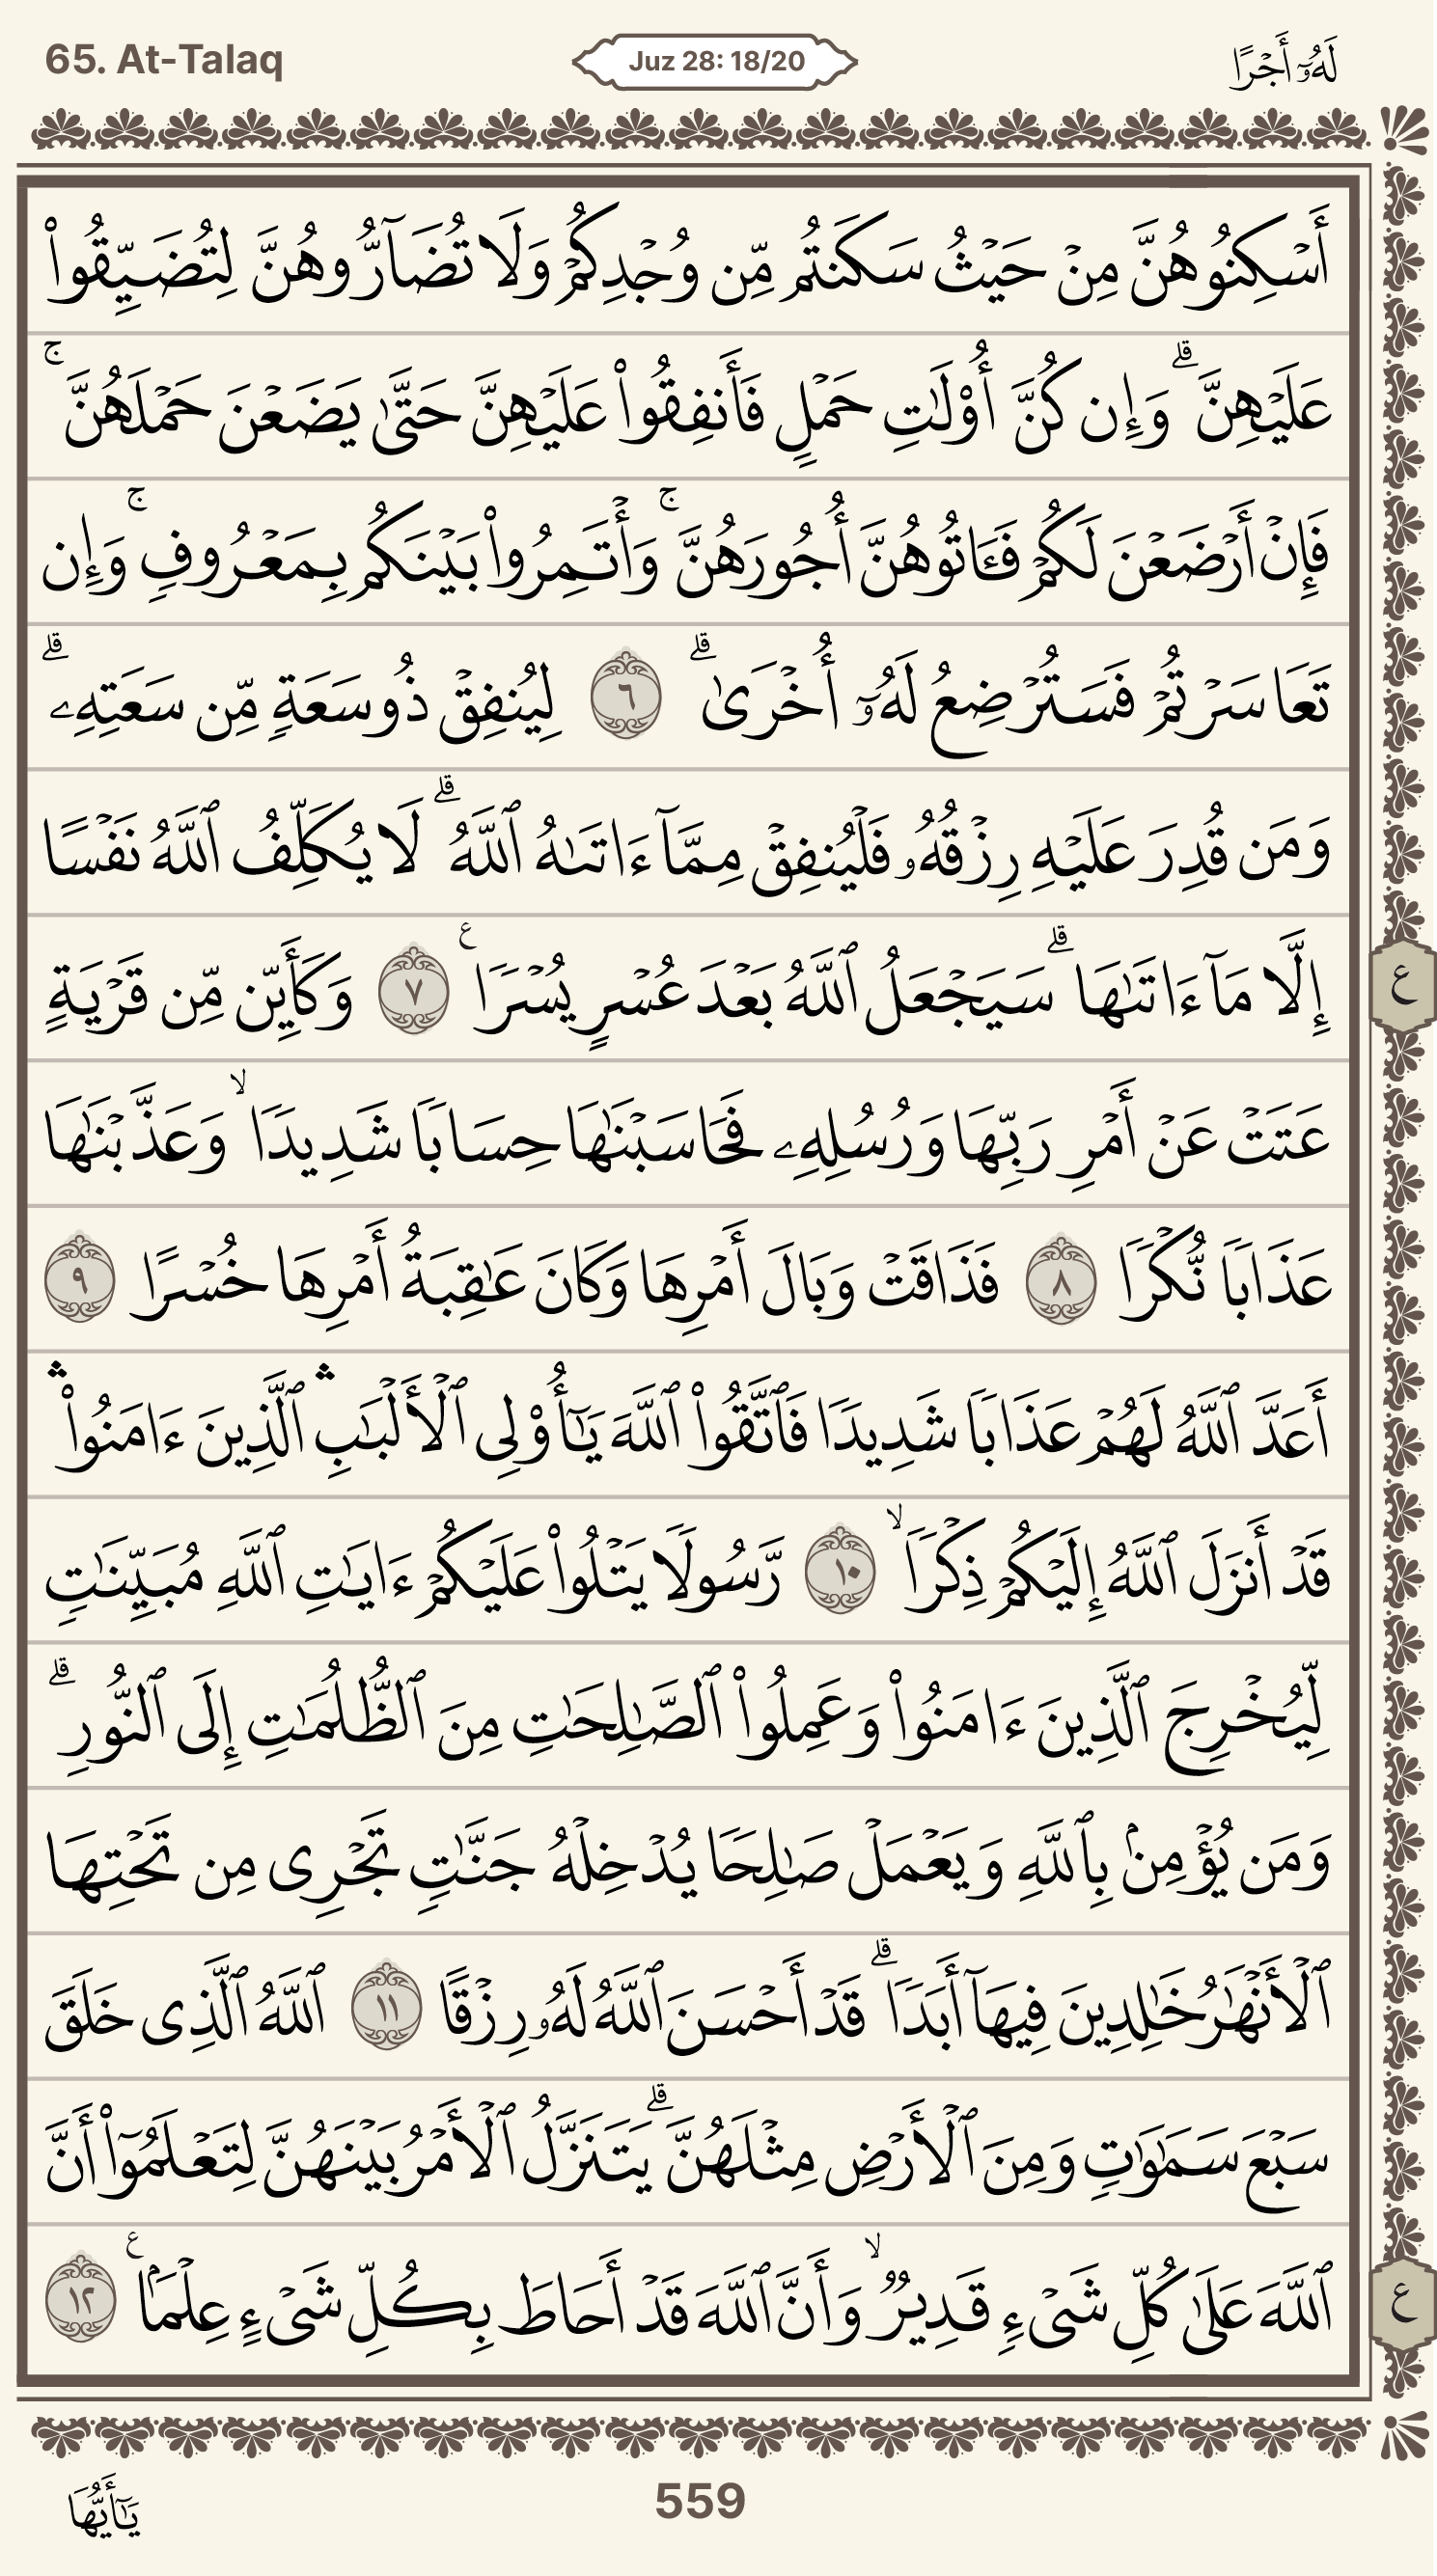 65. At-Talaq
Juz 28: 18/20
لَهُۥٓ أَجْرًا
أَسْكِنُوهُنَّ مِنْ حَيْثُ سَكَنتُم مِّن وُجْدِكُمْ وَلَا تُضَآرُّوهُنَّ لِتُضَيِّقُوا۟
عَلَيْهِنَّ ۗ وَإِن كُنَّ أُو۟لَـٰتِ حَمْلٍ فَأَنفِقُوا۟ عَلَيْهِنَّ حَتَّىٰ يَضَعْنَ حَمْلَهُنَّ ۚ
فَإِنْ أَرْضَعْنَ لَكُمْ فَـَٔاتُوهُنَّ أُجُورَهُنَّ ۚ وَأْتَمِرُوا۟ بَيْنَكُم بِمَعْرُوفٍ ۚ وَإِن
تَعَاسَرْتُمْ فَسَتُرْضِعُ لَهُۥٓ أُخْرَىٰ ۗ ٦ لِيُنفِقْ ذُو سَعَةٍ مِّن سَعَتِهِۦ ۗ
وَمَن قُدِرَ عَلَيْهِ رِزْقُهُۥ فَلْيُنفِقْ مِمَّآ ءَاتَىٰهُ ٱللَّهُ ۗ لَا يُكَلِّفُ ٱللَّهُ نَفْسًا
إِلَّا مَآ ءَاتَىٰهَا ۗ سَيَجْعَلُ ٱللَّهُ بَعْدَ عُسْرٍ يُسْرًا ع ٧ وَكَأَيِّن مِّن قَرْيَةٍ
ع
عَتَتْ عَنْ أَمْرِ رَبِّهَا وَرُسُلِهِۦ فَحَاسَبْنَـٰهَا حِسَابًا شَدِيدًا ۙ وَعَذَّبْنَـٰهَا
عَذَابًا نُّكْرًا ٨ فَذَاقَتْ وَبَالَ أَمْرِهَا وَكَانَ عَـٰقِبَةُ أَمْرِهَا خُسْرًا ٩
أَعَدَّ ٱللَّهُ لَهُمْ عَذَابًا شَدِيدًا فَٱتَّقُوا۟ ٱللَّهَ يَـٰٓأُو۟لِى ٱلْأَلْبَـٰبِ ۛ ٱلَّذِينَ ءَامَنُوا۟ ۛ
قَدْ أَنزَلَ ٱللَّهُ إِلَيْكُمْ ذِكْرًا ۙ ١٠ رَّسُولًا يَتْلُوا۟ عَلَيْكُمْ ءَايَـٰتِ ٱللَّهِ مُبَيِّنَـٰتٍ
لِّيُخْرِجَ ٱلَّذِينَ ءَامَنُوا۟ وَعَمِلُوا۟ ٱلصَّـٰلِحَـٰتِ مِنَ ٱلظُّلُمَـٰتِ إِلَى ٱلنُّورِ ۗ
وَمَن يُؤْمِنۢ بِٱللَّهِ وَيَعْمَلْ صَـٰلِحًا يُدْخِلْهُ جَنَّـٰتٍ تَجْرِى مِن تَحْتِهَا
ٱلْأَنْهَـٰرُ خَـٰلِدِينَ فِيهَآ أَبَدًا ۗ قَدْ أَحْسَنَ ٱللَّهُ لَهُۥ رِزْقًا ١١ ٱللَّهُ ٱلَّذِى خَلَقَ
سَبْعَ سَمَـٰوَٰتٍ وَمِنَ ٱلْأَرْضِ مِثْلَهُنَّ ۗ يَتَنَزَّلُ ٱلْأَمْرُ بَيْنَهُنَّ لِتَعْلَمُوٓا۟ أَنَّ
ٱللَّهَ عَلَىٰ كُلِّ شَىْءٍ قَدِيرٌ ۙ وَأَنَّ ٱللَّهَ قَدْ أَحَاطَ بِكُلِّ شَىْءٍ عِلْمًۢا ع ١٢
ع
يَـٰٓأَيُّهَا
559